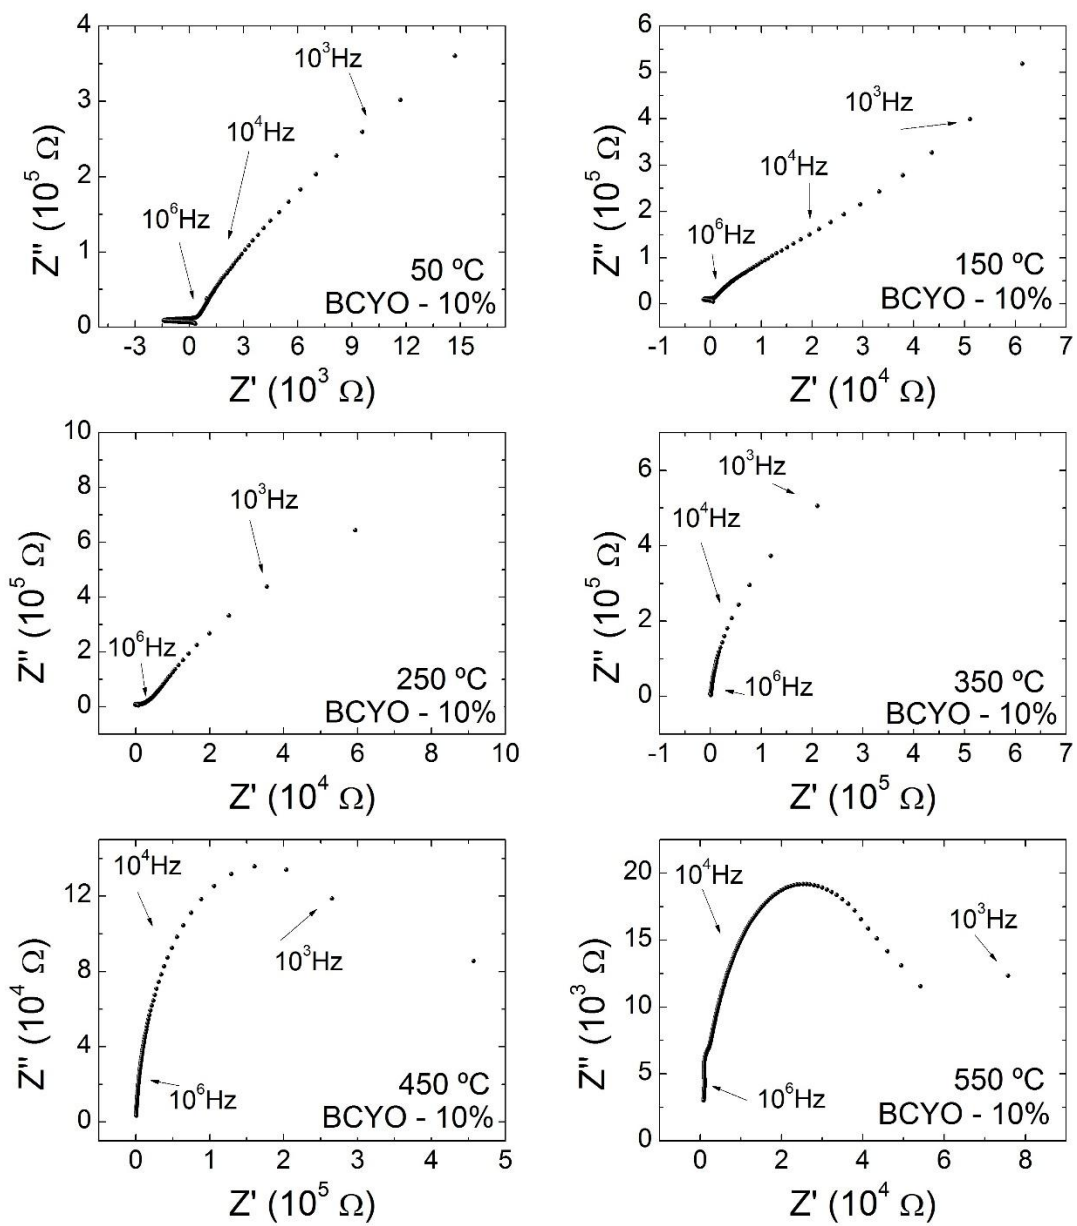 4
3
2
1
0
Z" (10⁵ Ω)
10³Hz
10⁴Hz
10⁶Hz
50 ºC
BCYO - 10%
-3 0 3 6 9 12 15
Z' (10³ Ω)
6
5
4
3
2
1
0
Z" (10⁵ Ω)
10³Hz
10⁴Hz
10⁶Hz
150 ºC
BCYO - 10%
-1 0 1 2 3 4 5 6 7
Z' (10⁴ Ω)
10
8
6
4
2
0
Z" (10⁵ Ω)
10³Hz
10⁶Hz
250 ºC
BCYO - 10%
0 2 4 6 8 10
Z' (10⁴ Ω)
6
4
2
0
Z" (10⁵ Ω)
10³Hz
10⁴Hz
10⁶Hz
350 ºC
BCYO - 10%
-1 0 1 2 3 4 5 6 7
Z' (10⁵ Ω)
12
8
4
0
Z" (10⁴ Ω)
10⁴Hz
10³Hz
10⁶Hz
450 ºC
BCYO - 10%
0 1 2 3 4 5
Z' (10⁵ Ω)
20
15
10
5
0
Z" (10³ Ω)
10⁴Hz
10³Hz
10⁶Hz
550 ºC
BCYO - 10%
0 2 4 6 8
Z' (10⁴ Ω)